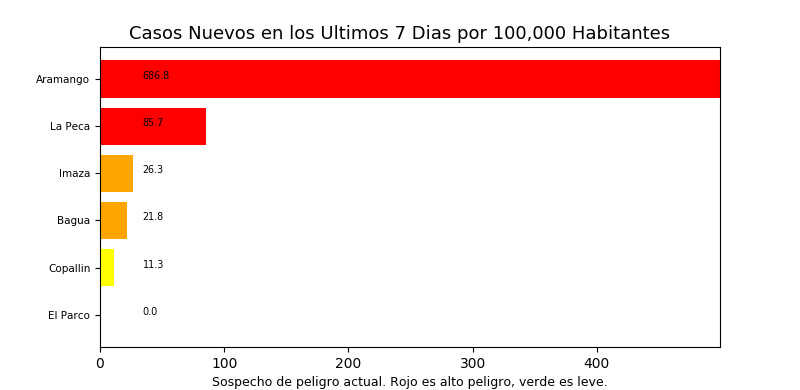 Casos Nuevos en los Ultimos 7 Dias por 100,000 Habitantes
Aramango 686.8
La Peca 85.7
Imaza 26.3
Bagua 21.8
Copallin 11.3
El Parco 0.0
0 100 200 300 400
Sospecho de peligro actual. Rojo es alto peligro, verde es leve.